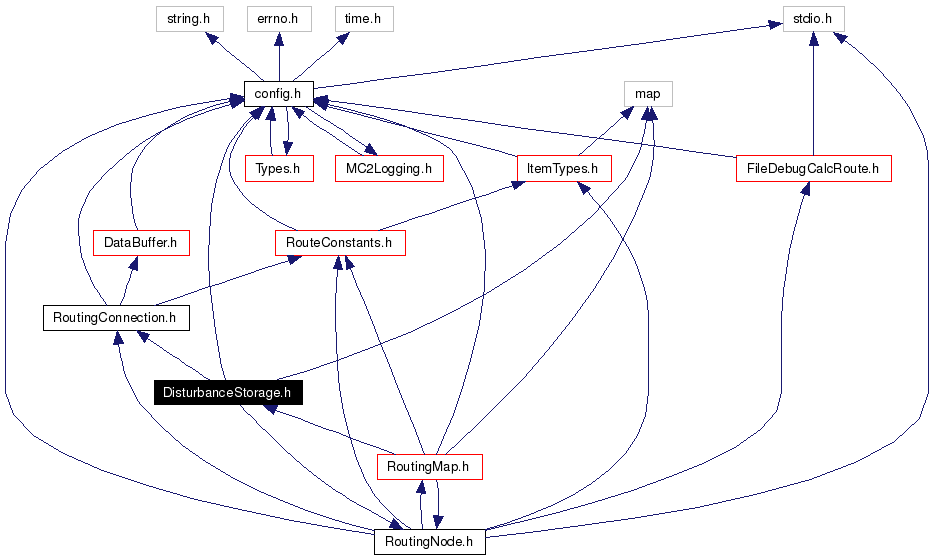 string.h
errno.h
time.h
stdio.h
config.h
map
Types.h
MC2Logging.h
ItemTypes.h
FileDebugCalcRoute.h
DataBuffer.h
RouteConstants.h
RoutingConnection.h
DisturbanceStorage.h
RoutingMap.h
RoutingNode.h